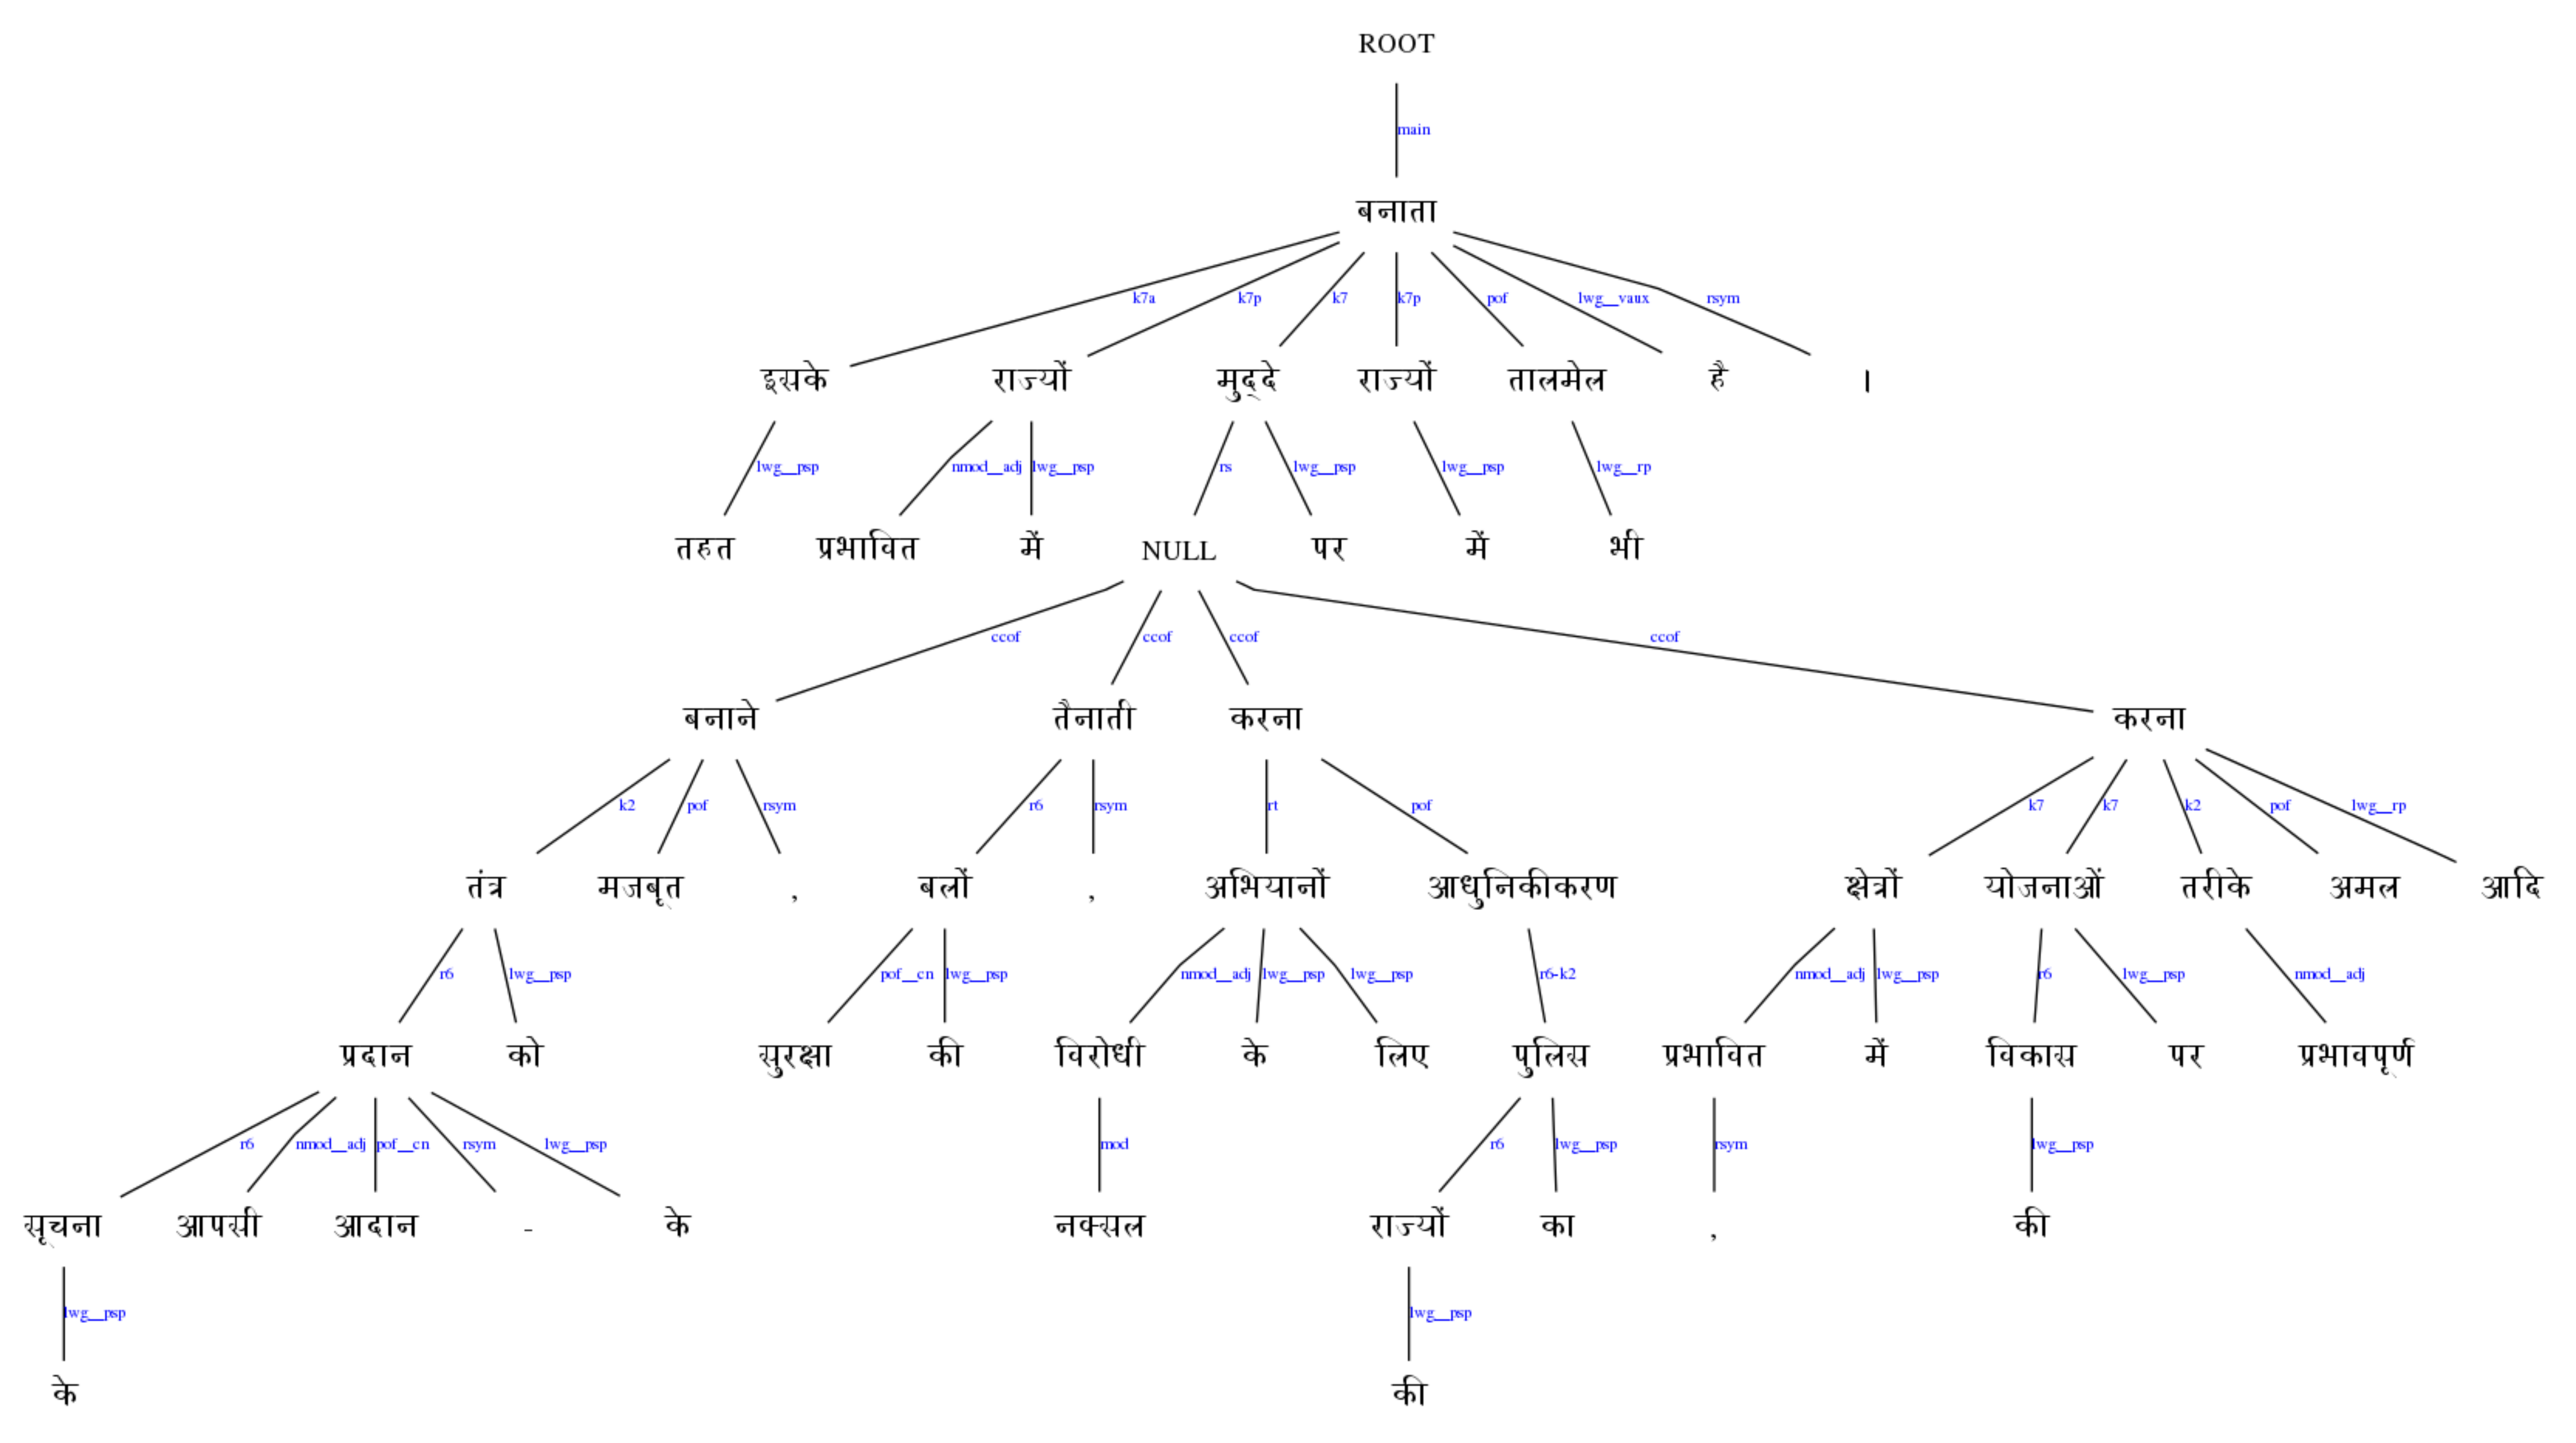 ROOT
main
बनाता
k7a k7p k7 k7p pof lwg__vaux rsym
इसके राज्यों मुद्दे राज्यों तालमेल है ।
lwg__psp nmod__adj lwg__psp rs lwg__psp lwg__psp lwg__rp
तहत प्रभावित में NULL पर में भी
ccof ccof ccof ccof
बनाने तैनाती करना करना
k2 pof rsym r6 rsym rt pof k7 k7 k2 pof lwg__rp
तंत्र मजबूत , बलों , अभियानों आधुनिकीकरण क्षेत्रों योजनाओं तरीके अमल आदि
r6 lwg__psp pof__cn lwg__psp nmod__adj lwg__psp lwg__psp r6-k2 nmod__adj lwg__psp r6 lwg__psp nmod__adj
प्रदान को सुरक्षा की विरोधी के लिए पुलिस प्रभावित में विकास पर प्रभावपूर्ण
r6 nmod__adj pof__cn rsym lwg__psp mod r6 lwg__psp rsym lwg__psp
सूचना आपसी आदान - के नक्सल राज्यों का , की
lwg__psp lwg__psp
के की